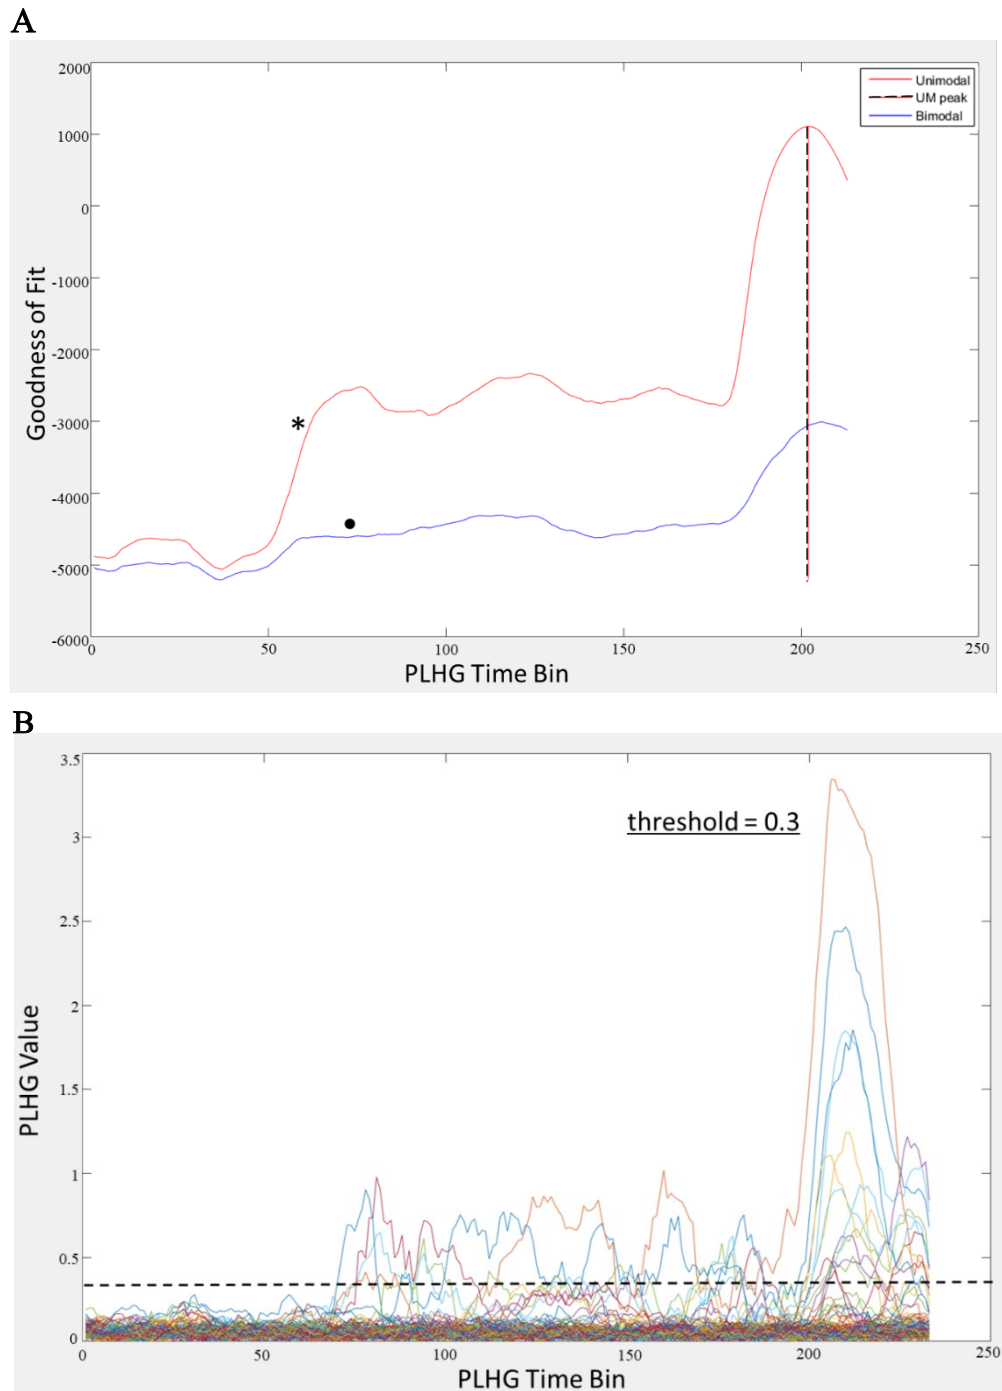 A
2000
1000
0
-1000
-2000
-3000
-4000
-5000
-6000
Goodness of Fit
Unimodal
UM peak
Bimodal
*
0 50 100 150 200 250
PLHG Time Bin
B
3.5
3
2.5
2
1.5
1
0.5
0
PLHG Value
threshold = 0.3
0 50 100 150 200 250
PLHG Time Bin